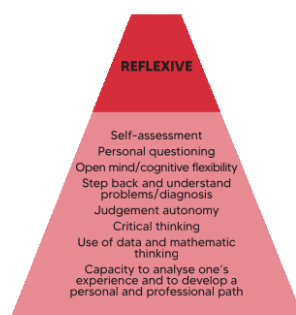 REFLEXIVE
Self-assessment
Personal questioning
Open mind/cognitive flexibility
Step back and understand
problems/diagnosis
Judgement autonomy
Critical thinking
Use of data and mathematic
thinking
Capacity to analyse one's
experience and to develop a
personal and professional path